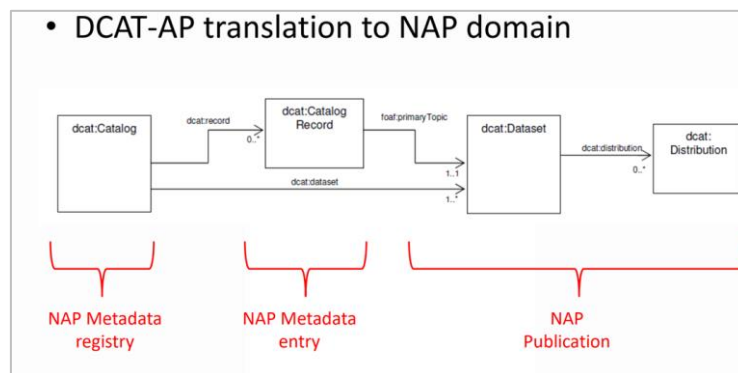 • DCAT-AP translation to NAP domain
dcat:Catalog
dcat:record
0..*
dcat:Catalog
Record
foaf:primaryTopic
1..1
dcat:dataset
1..*
dcat:Dataset
dcat:distribution
0..*
dcat:
Distribution
NAP Metadata
registry
NAP Metadata
entry
NAP
Publication